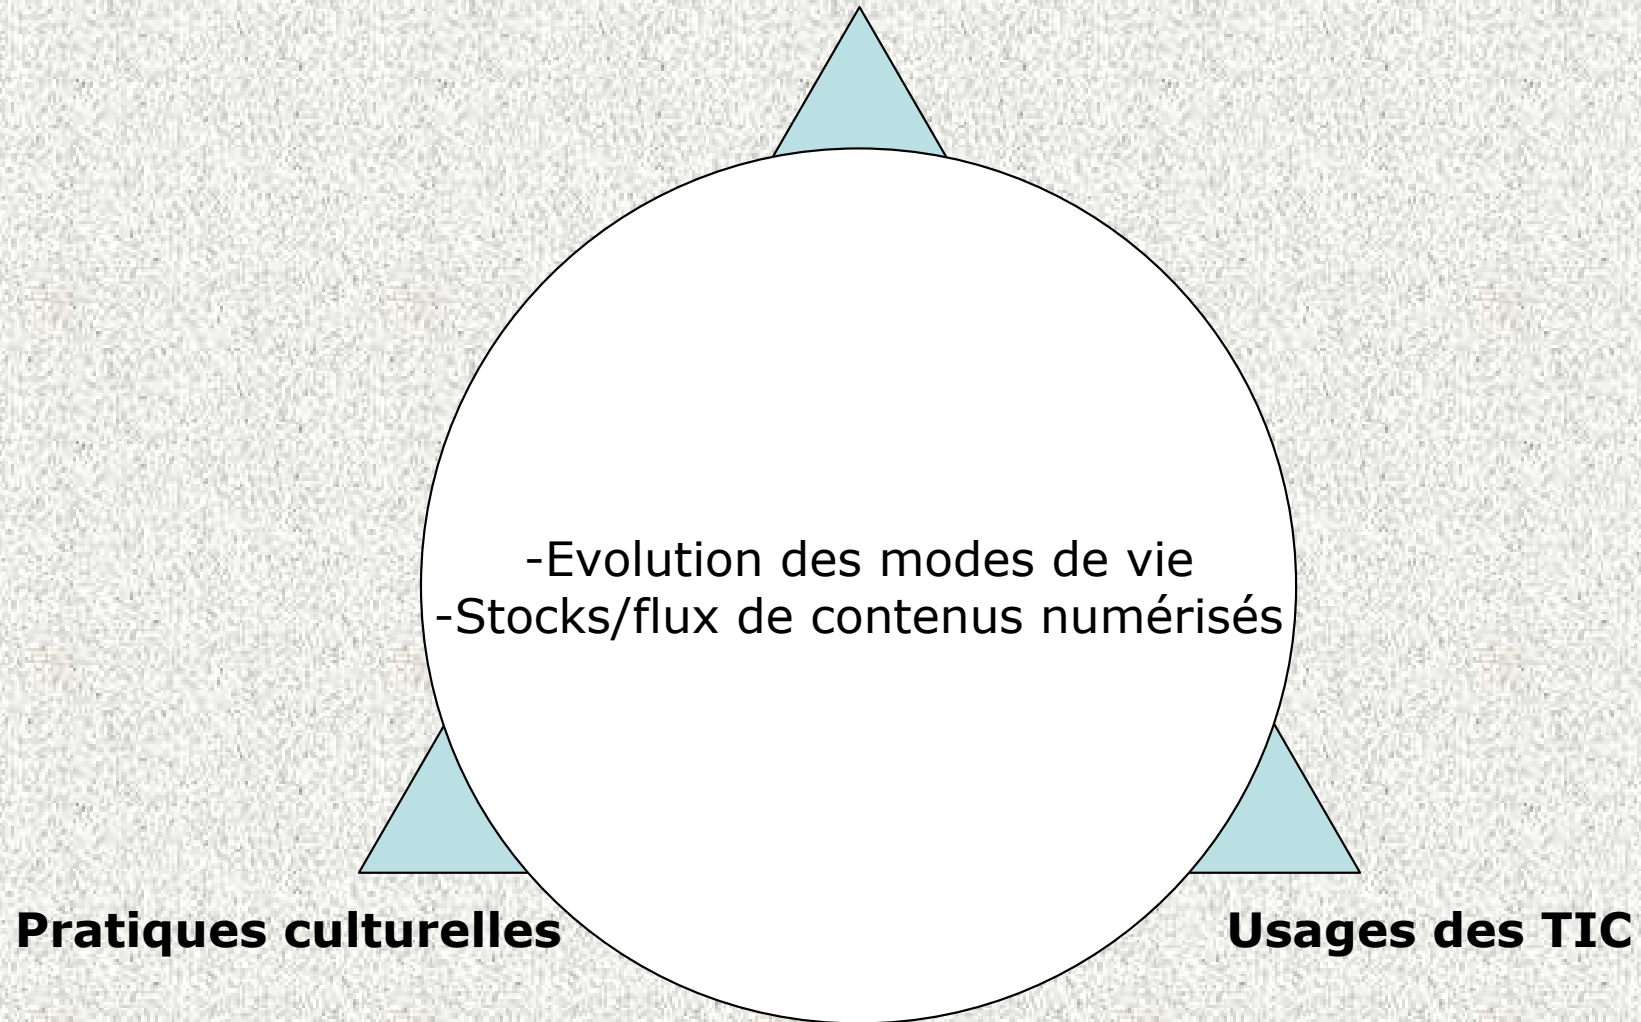 -Evolution des modes de vie
-Stocks/flux de contenus numérisés
Pratiques culturelles
Usages des TIC